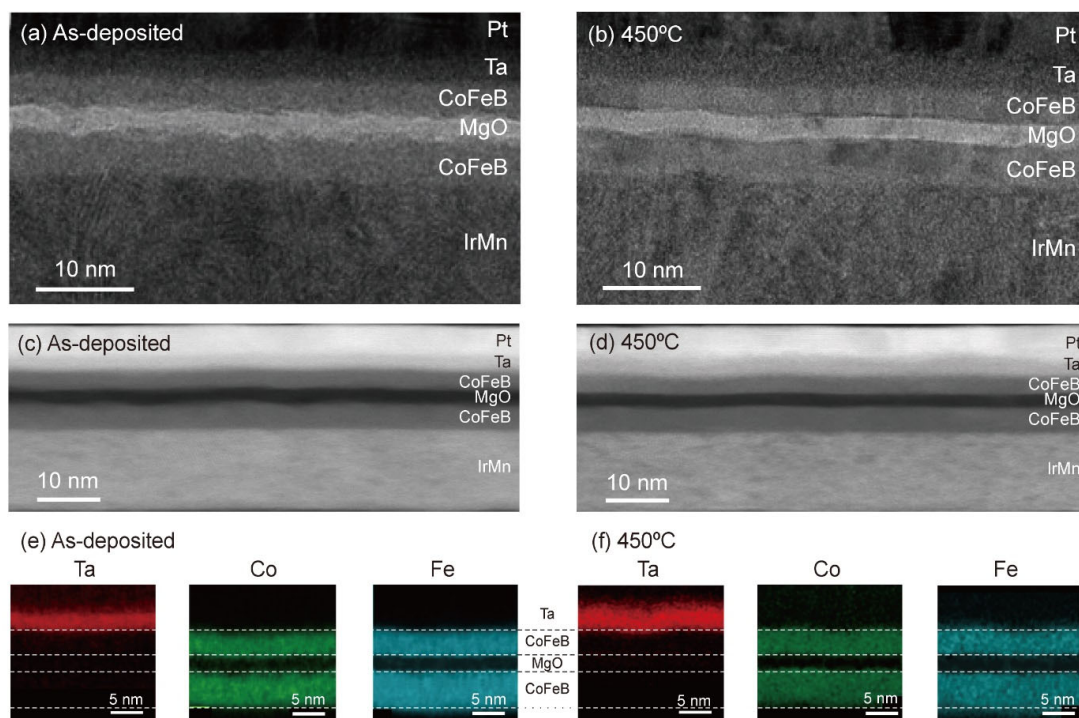 (a) As-deposited
Pt
Ta
CoFeB
MgO
CoFeB
IrMn
10 nm
(b) 450ºC
Pt
Ta
CoFeB
MgO
CoFeB
IrMn
10 nm
(c) As-deposited
Pt
Ta
CoFeB
MgO
CoFeB
IrMn
10 nm
(d) 450ºC
Pt
Ta
CoFeB
MgO
CoFeB
IrMn
10 nm
(e) As-deposited
Ta
Co
Fe
5 nm
5 nm
5 nm
Ta
CoFeB
MgO
CoFeB
(f) 450ºC
Ta
Co
Fe
5 nm
5 nm
5 nm